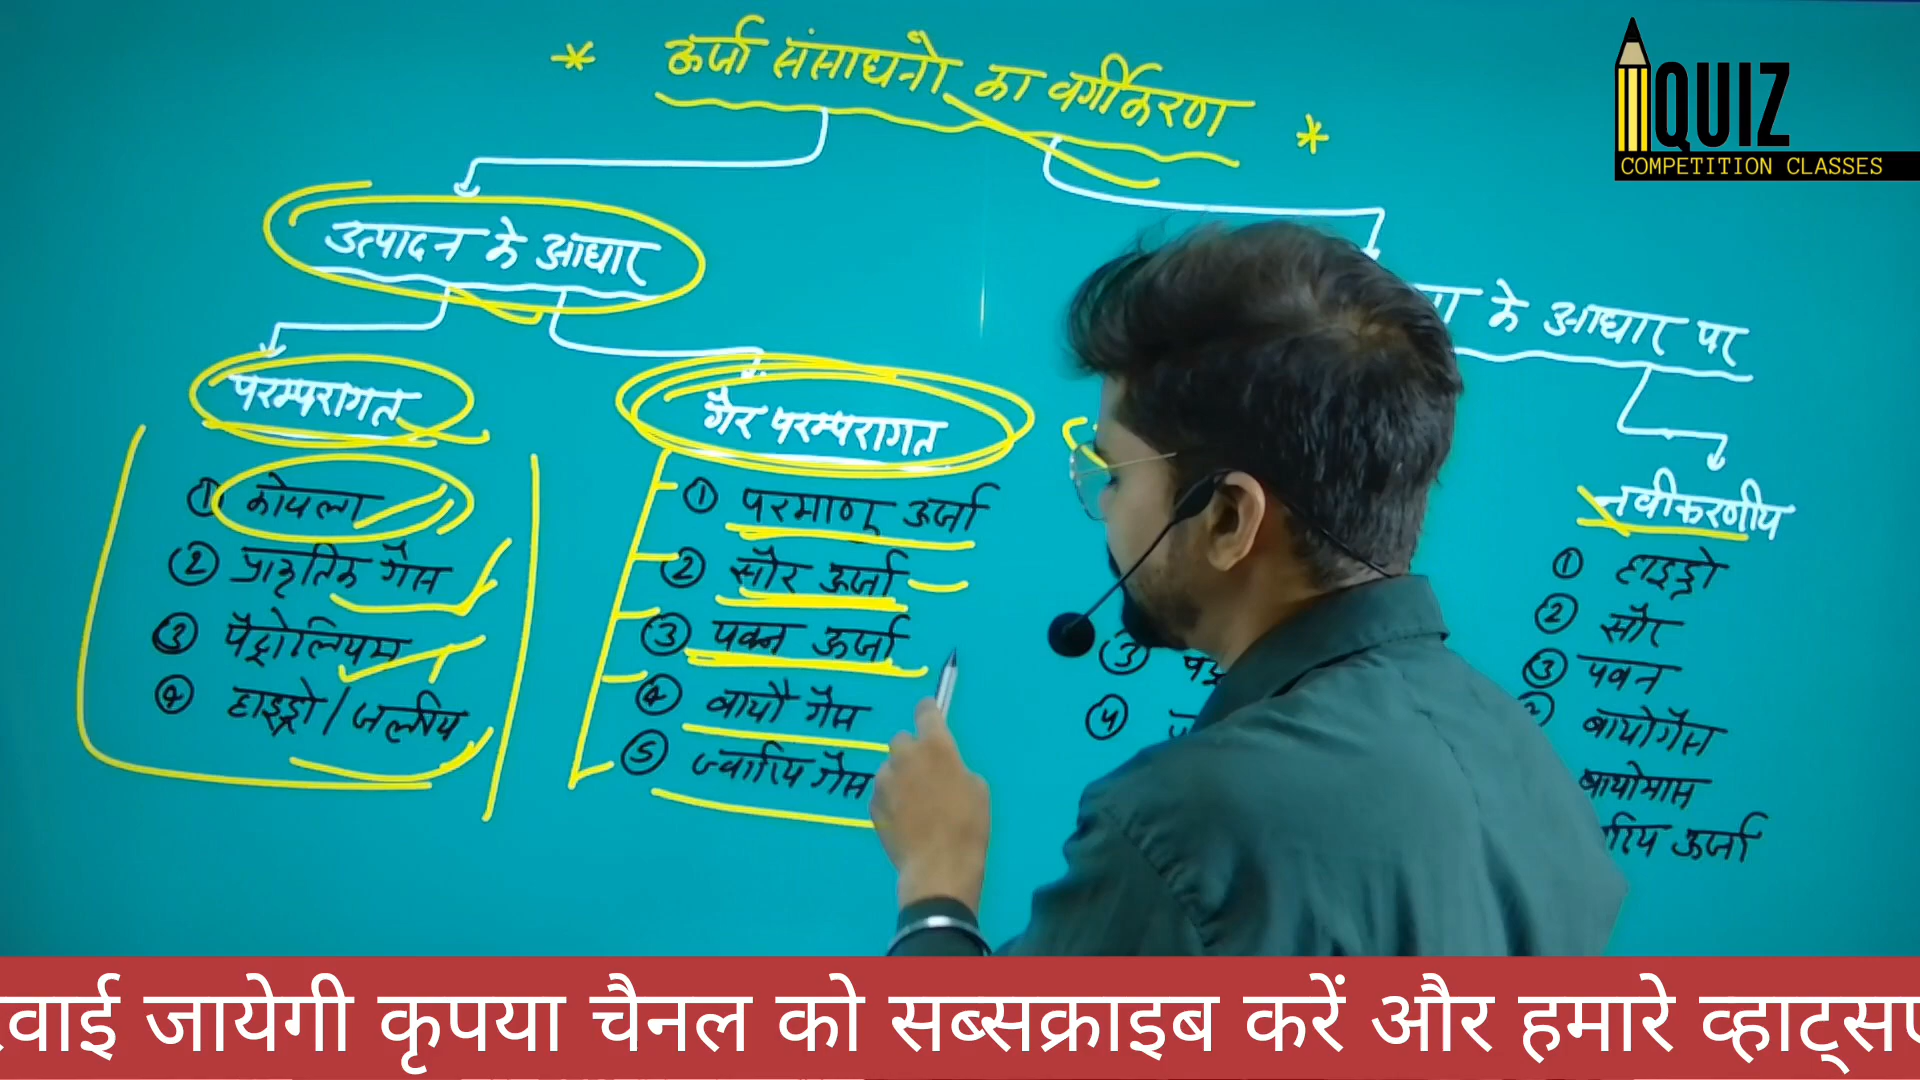 * ऊर्जा संसाधनो का वर्गीकरण *
QUIZ
COMPETITION CLASSES
उत्पादन के आधार
के आधार पर
परम्परागत
① कोयला
② प्राकृतिक गैस
③ पैट्रोलियम
④ हाइड्रो / जलीय
गैर परम्परागत
① परमाणु ऊर्जा
② सौर ऊर्जा
③ पवन ऊर्जा
④ बायो गैस
⑤ ज्वारिय गैस
③
④
नवीकरणीय
① हाइड्रो
② सौर
③ पवन
बायोगैस
बायोमास
ऊर्जा
वाई जायेगी कृपया चैनल को सब्सक्राइब करें और हमारे व्हाट्सए